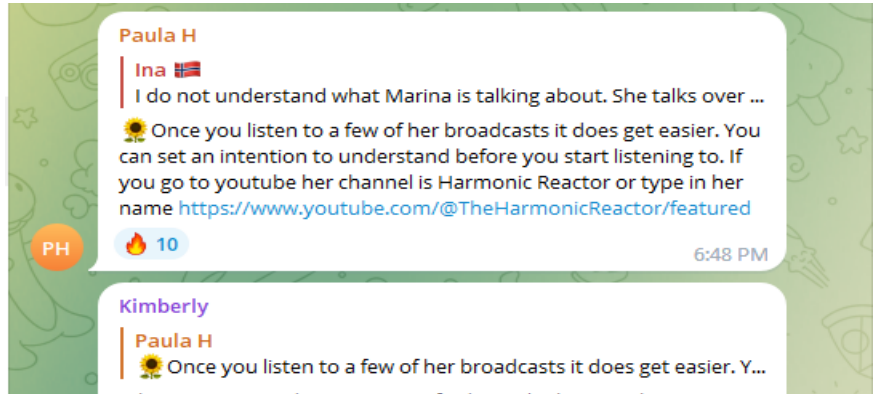 Paula H
Ina 🇳🇴
I do not understand what Marina is talking about. She talks over ...
🌻Once you listen to a few of her broadcasts it does get easier. You
can set an intention to understand before you start listening to. If
you go to youtube her channel is Harmonic Reactor or type in her
name https://www.youtube.com/@TheHarmonicReactor/featured
PH
🔥 10
6:48 PM
Kimberly
Paula H
🌻Once you listen to a few of her broadcasts it does get easier. Y...